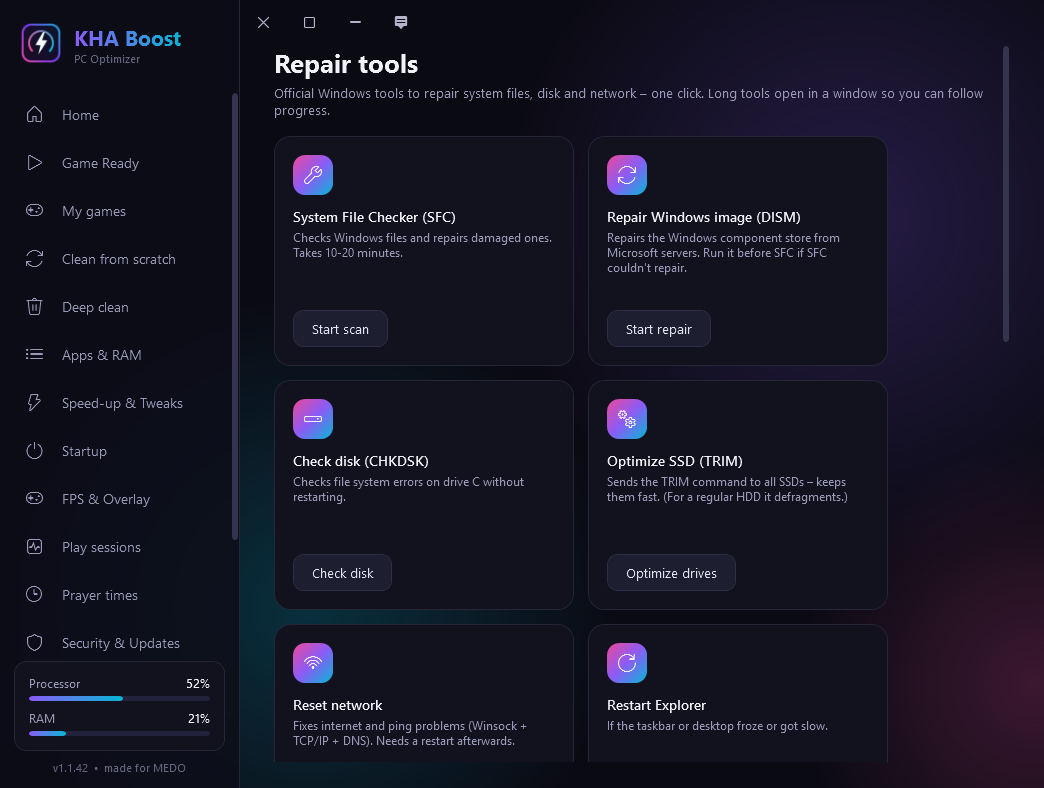 KHA Boost
PC Optimizer
Home
Game Ready
My games
Clean from scratch
Deep clean
Apps & RAM
Speed-up & Tweaks
Startup
FPS & Overlay
Play sessions
Prayer times
Security & Updates
Processor 52%
RAM 21%
v1.1.42 • made for MEDO
Repair tools
Official Windows tools to repair system files, disk and network – one click. Long tools open in a window so you can follow
progress.
System File Checker (SFC)
Checks Windows files and repairs damaged ones.
Takes 10-20 minutes.
Start scan
Repair Windows image (DISM)
Repairs the Windows component store from
Microsoft servers. Run it before SFC if SFC
couldn't repair.
Start repair
Check disk (CHKDSK)
Checks file system errors on drive C without
restarting.
Check disk
Optimize SSD (TRIM)
Sends the TRIM command to all SSDs – keeps
them fast. (For a regular HDD it defragments.)
Optimize drives
Reset network
Fixes internet and ping problems (Winsock +
TCP/IP + DNS). Needs a restart afterwards.
Restart Explorer
If the taskbar or desktop froze or got slow.